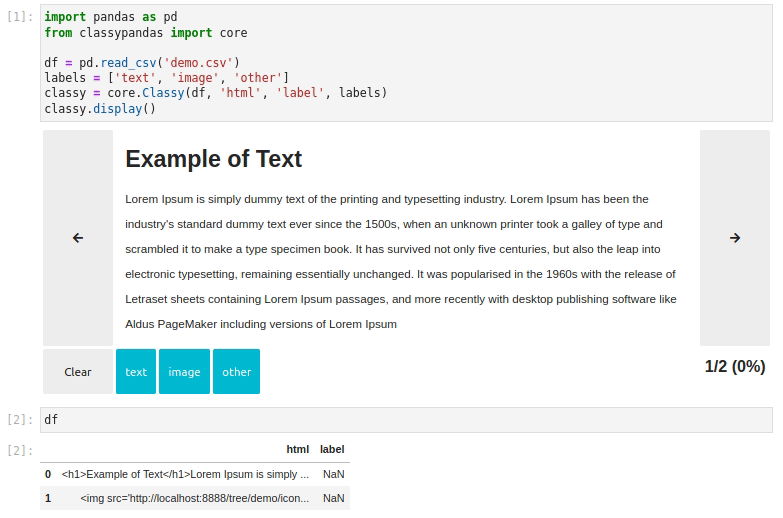 [1]: import pandas as pd
from classypandas import core
df = pd.read_csv('demo.csv')
labels = ['text', 'image', 'other']
classy = core.Classy(df, 'html', 'label', labels)
classy.display()
Example of Text
Lorem Ipsum is simply dummy text of the printing and typesetting industry. Lorem Ipsum has been the
industry's standard dummy text ever since the 1500s, when an unknown printer took a galley of type and
scrambled it to make a type specimen book. It has survived not only five centuries, but also the leap into
electronic typesetting, remaining essentially unchanged. It was popularised in the 1960s with the release of
Letraset sheets containing Lorem Ipsum passages, and more recently with desktop publishing software like
Aldus PageMaker including versions of Lorem Ipsum
← →
Clear text image other 1/2 (0%)
[2]: df
[2]: html label
0 <h1>Example of Text</h1>Lorem Ipsum is simply ... NaN
1 <img src='http://localhost:8888/tree/demo/icon... NaN